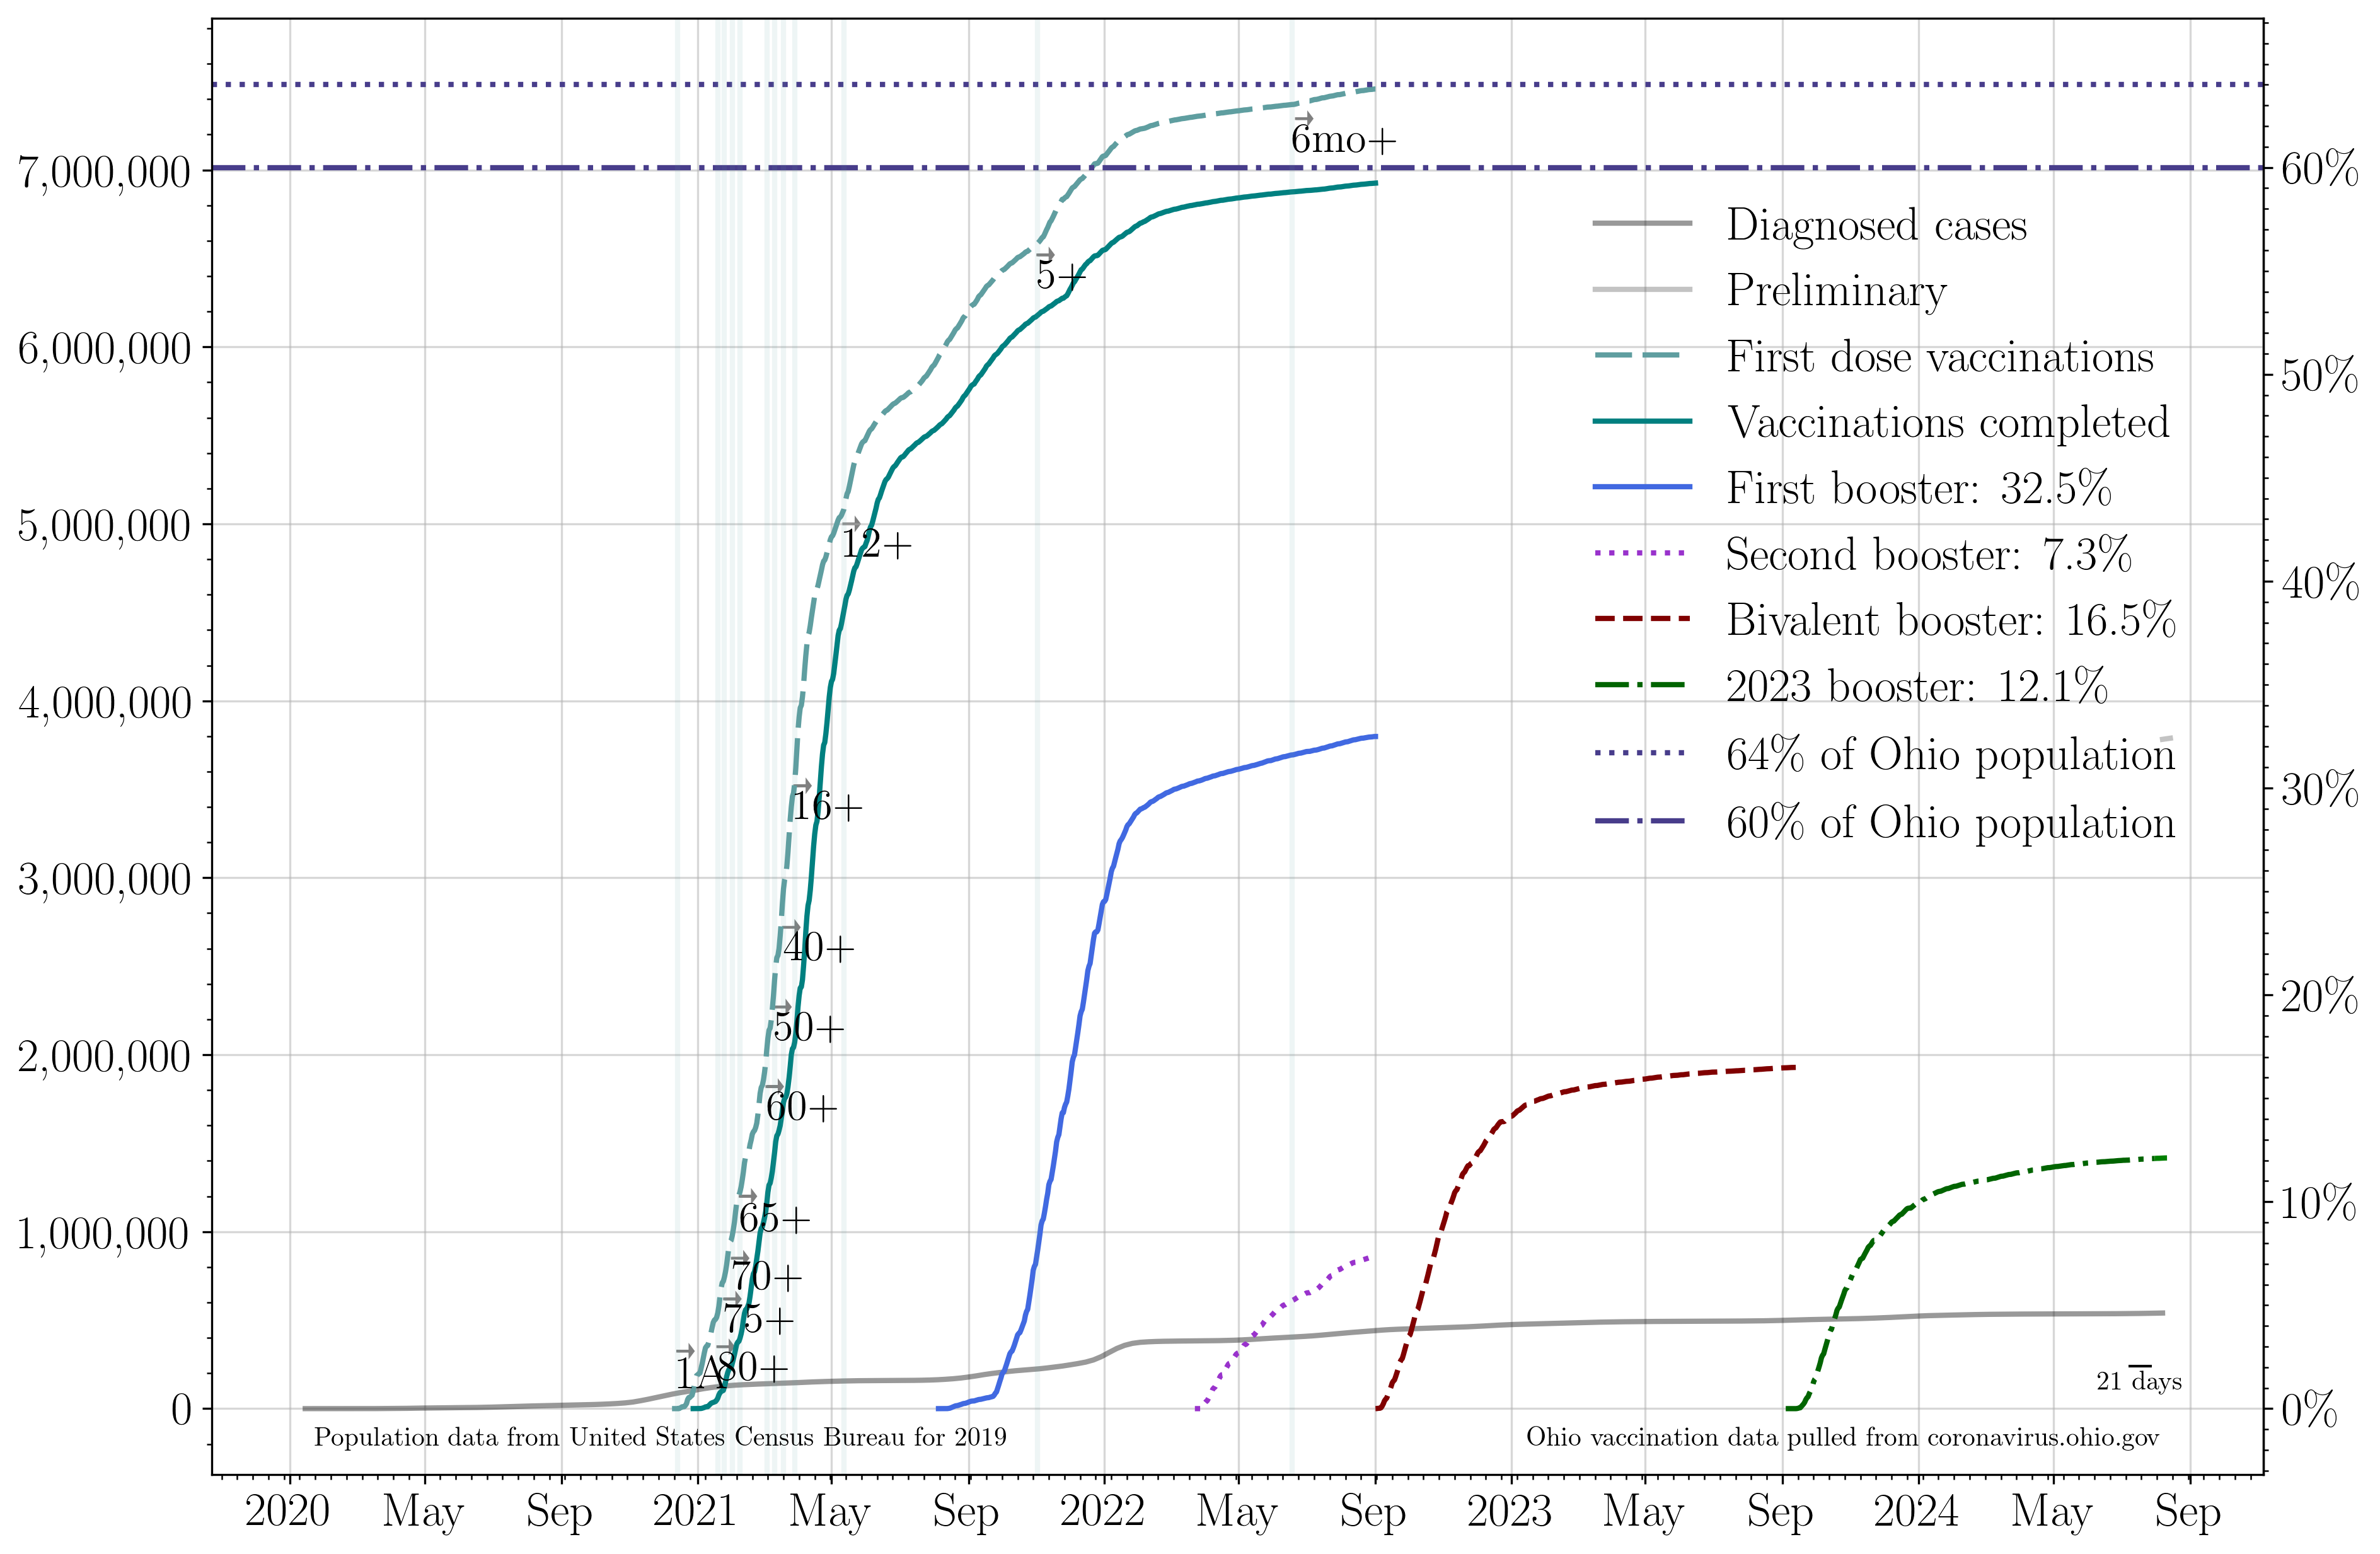 7,000,000
6,000,000
5,000,000
4,000,000
3,000,000
2,000,000
1,000,000
0
60%
50%
40%
30%
20%
10%
0%
Diagnosed cases
Preliminary
First dose vaccinations
Vaccinations completed
First booster: 32.5%
Second booster: 7.3%
Bivalent booster: 16.5%
2023 booster: 12.1%
64% of Ohio population
60% of Ohio population
6mo+
5+
12+
16+
40+
50+
60+
65+
70+
75+
80+
1A
21 days
Population data from United States Census Bureau for 2019
Ohio vaccination data pulled from coronavirus.ohio.gov
2020 May Sep 2021 May Sep 2022 May Sep 2023 May Sep 2024 May Sep